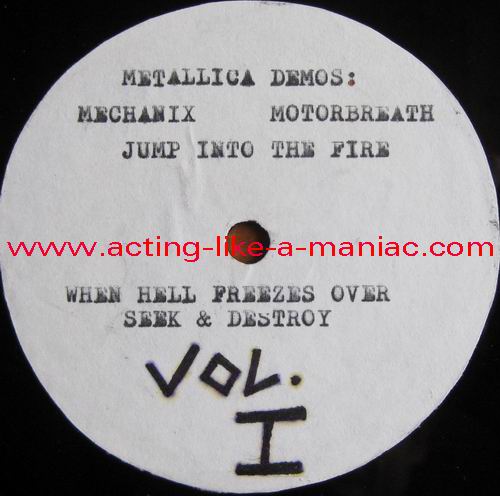 METALLICA DEMOS:
MECHANIX MOTORBREATH
JUMP INTO THE FIRE
www.acting-like-a-maniac.com
WHEN HELL FREEZES OVER
SEEK & DESTROY
VOL.
I